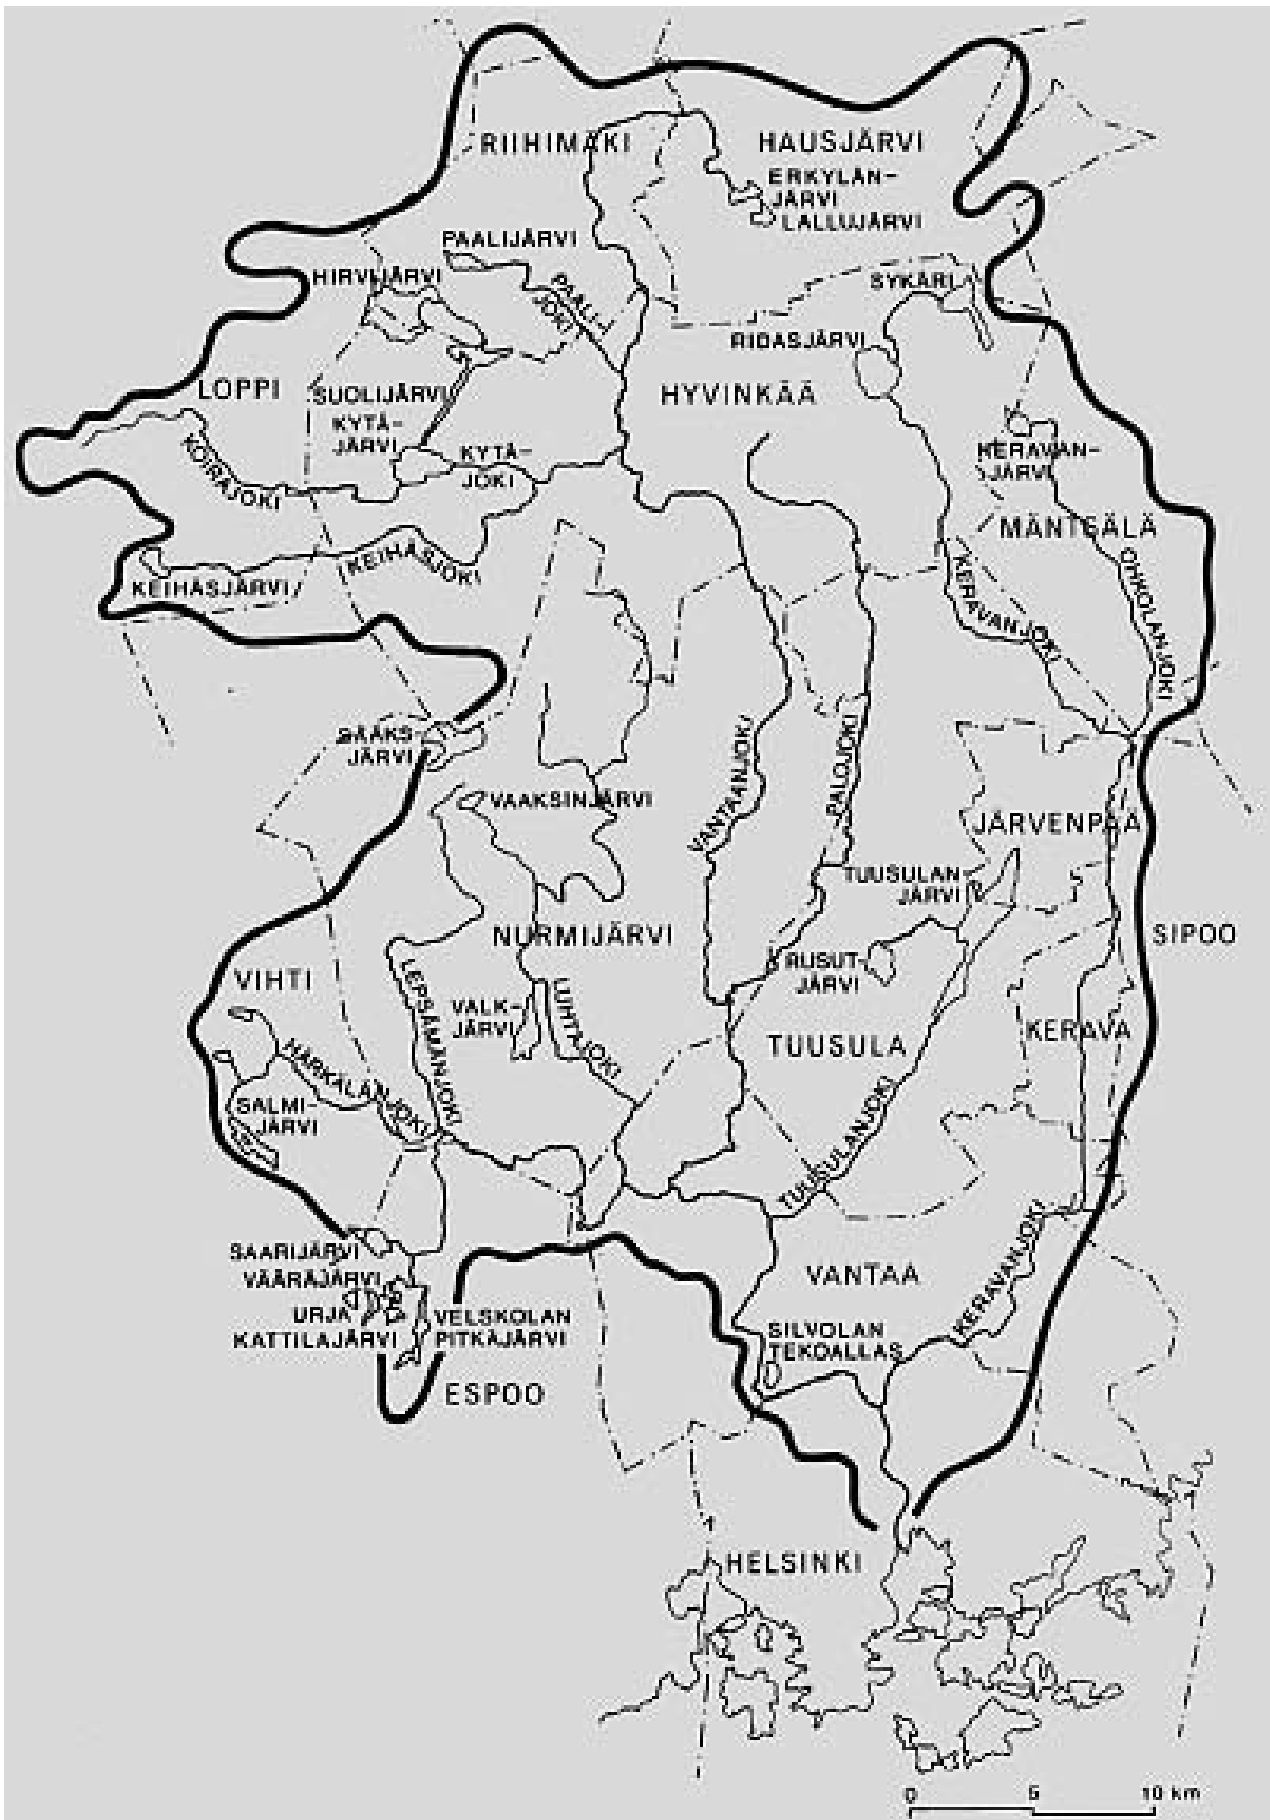 RIIHIMÄKI
HAUSJÄRVI
ERKYLÄN-
JÄRVI
LALLUJÄRVI
PAALIJÄRVI
HIRVIJÄRVI
PAALI-
JOKI
SYKÄRI
RIDASJÄRVI
LOPPI
SUOLIJÄRVI
HYVINKÄÄ
KYTÄ-
JÄRVI
KYTÄ-
JOKI
KOIRAJOKI
KERAVAN-
JÄRVI
MÄNTSÄLÄ
KEIHÄSJÄRVI
KEIHÄSJOKI
KERAVANJOKI
OHKOLANJOKI
SÄÄKS-
JÄRVI
VAAKSINJÄRVI
VANTAANJOKI
PALOJOKI
JÄRVENPÄÄ
TUUSULAN-
JÄRVI
NURMIJÄRVI
SIPOO
RUSUT-
JÄRVI
VIHTI
LEPSÄMÄNJOKI
VALK-
JÄRVI
LUHTAJOKI
TUUSULA
KERAVA
HÄRKÄLÄNJOKI
SALMI-
JÄRVI
TUUSULANJOKI
SAARIJÄRVI
VÄÄRÄJÄRVI
URJA
KATTILAJÄRVI
VELSKOLAN
PITKÄJÄRVI
VANTAA
KERAVANJOKI
SILVOLAN
TEKOALLAS
ESPOO
HELSINKI
0 5 10 km